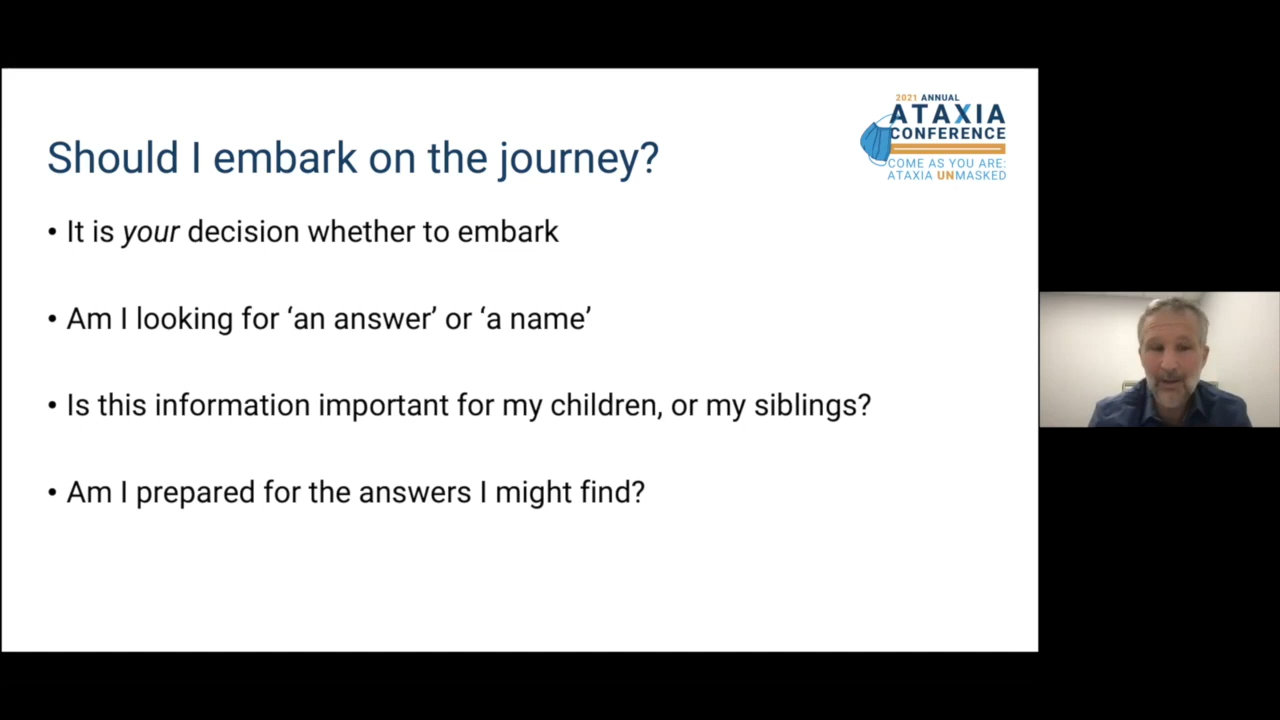 2021 ANNUAL
ATAXIA
CONFERENCE
COME AS YOU ARE:
ATAXIA UNMASKED
Should I embark on the journey?
• It is your decision whether to embark
• Am I looking for ‘an answer’ or ‘a name’
• Is this information important for my children, or my siblings?
• Am I prepared for the answers I might find?